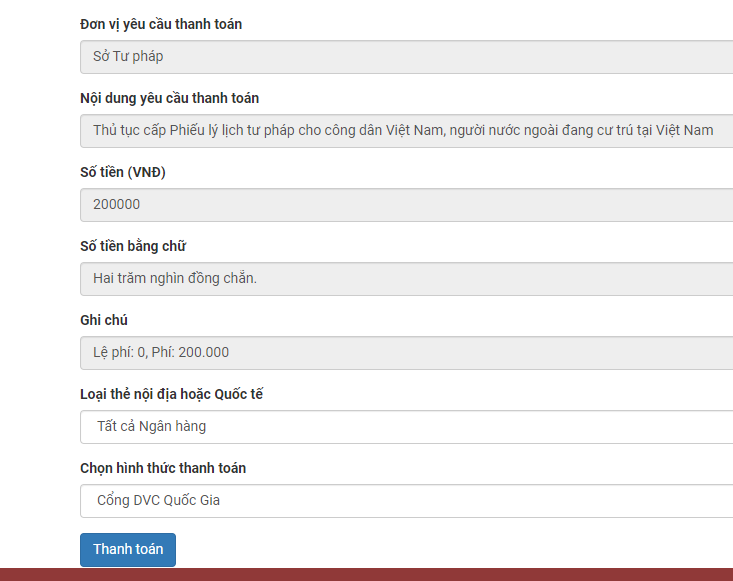 Đơn vị yêu cầu thanh toán
Sở Tư pháp
Nội dung yêu cầu thanh toán
Thủ tục cấp Phiếu lý lịch tư pháp cho công dân Việt Nam, người nước ngoài đang cư trú tại Việt Nam
Số tiền (VNĐ)
200000
Số tiền bằng chữ
Hai trăm nghìn đồng chẵn.
Ghi chú
Lệ phí: 0, Phí: 200.000
Loại thẻ nội địa hoặc Quốc tế
Tất cả Ngân hàng
Chọn hình thức thanh toán
Cổng DVC Quốc Gia
Thanh toán